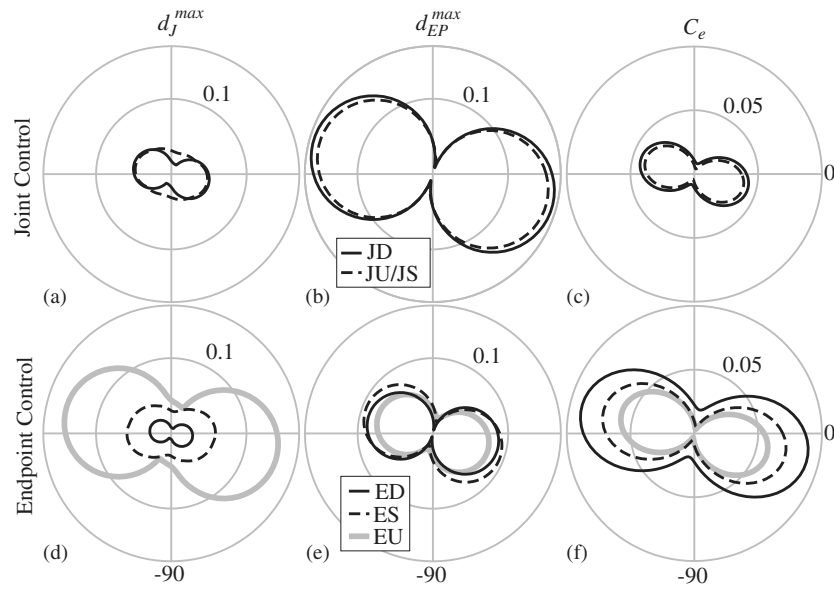 d_J^max
d_EP^max
C_e
Joint Control
0.1
0.1
0.05
0
JD
JU/JS
(a)
(b)
(c)
Endpoint Control
0.1
0.1
0.05
0
ED
ES
EU
(d)
(e)
(f)
-90
-90
-90